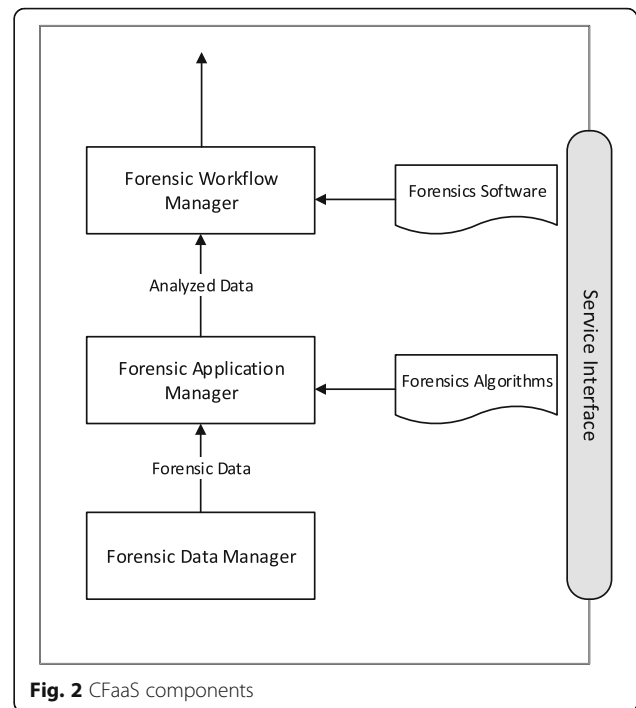 Forensic Workflow
Manager
Forensics Software
Analyzed Data
Forensic Application
Manager
Forensics Algorithms
Forensic Data
Forensic Data Manager
Service Interface
Fig. 2 CFaaS components